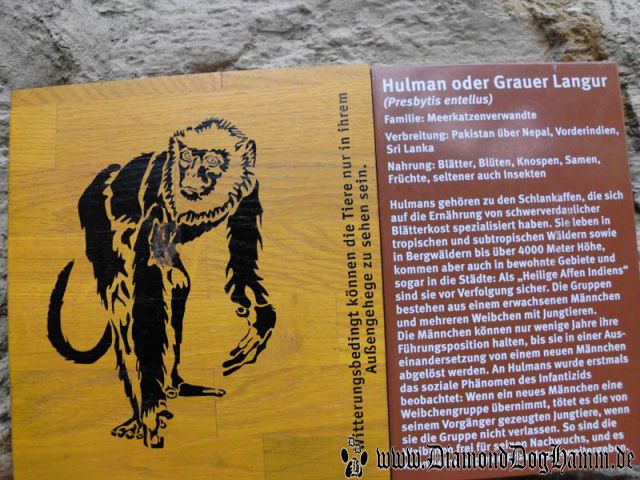 Witterungsbedingt können die Tiere nur in ihrem
Außengehege zu sehen sein.
Hulman oder Grauer Langur
(Presbytis entellus)
Familie: Meerkatzenverwandte
Verbreitung: Pakistan über Nepal, Vorderindien,
Sri Lanka
Nahrung: Blätter, Blüten, Knospen, Samen,
Früchte, seltener auch Insekten
Hulmans gehören zu den Schlankaffen, die sich
auf die Ernährung von schwerverdaulicher
Blätterkost spezialisiert haben. Sie leben in
tropischen und subtropischen Wäldern sowie
in Bergwäldern bis über 4000 Meter Höhe,
kommen aber auch in bewohnte Gebiete und
sogar in die Städte: Als „Heilige Affen Indiens"
sind sie vor Verfolgung sicher. Die Gruppen
bestehen aus einem erwachsenen Männchen
und mehreren Weibchen mit Jungtieren.
Die Männchen können nur wenige Jahre ihre
Führungsposition halten, bis sie in einer Aus-
einandersetzung von einem neuen Männchen
abgelöst werden. An Hulmans wurde erstmals
das soziale Phänomen des Infantizids
beobachtet: Wenn ein neues Männchen eine
Weibchengruppe übernimmt, tötet es die von
seinem Vorgänger gezeugten Jungtiere, wenn
sie die Gruppe nicht verlassen. So sind die
frei für seinen Nachwuchs, und es
www.DiamondDogHamm.de